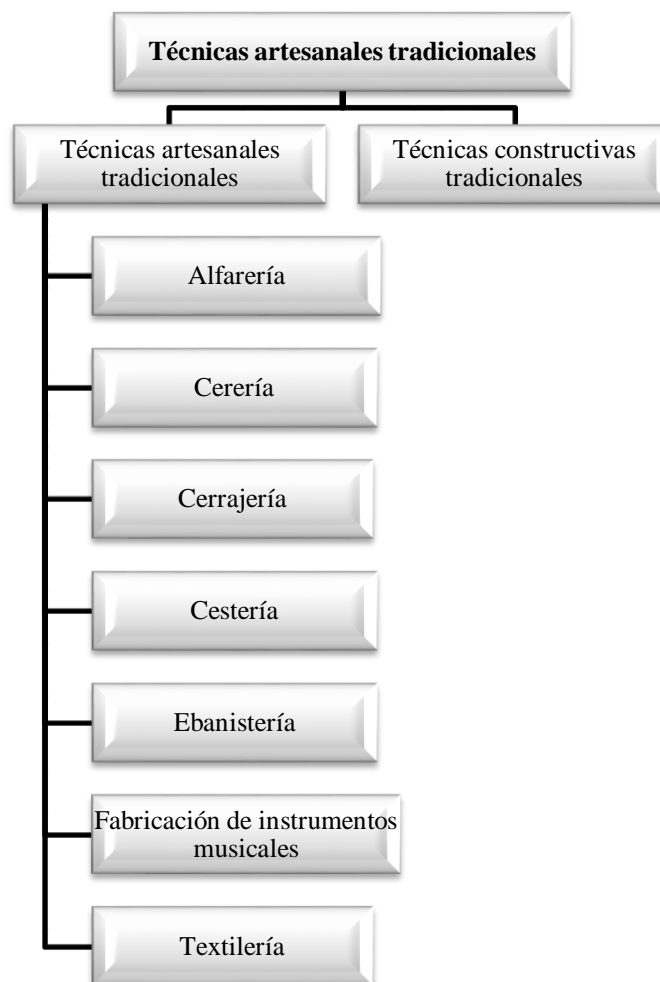 Técnicas artesanales tradicionales
Técnicas artesanales
tradicionales
Técnicas constructivas
tradicionales
Alfarería
Cerería
Cerrajería
Cestería
Ebanistería
Fabricación de instrumentos
musicales
Textilería